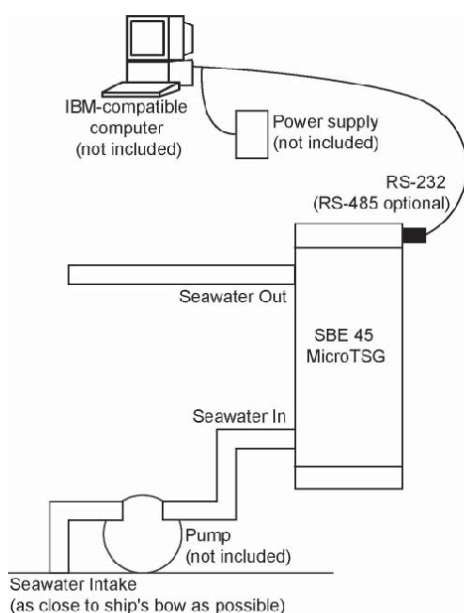 IBM-compatible
computer
(not included)
Power supply
(not included)
RS-232
(RS-485 optional)
Seawater Out
SBE 45
MicroTSG
Seawater In
Pump
(not included)
Seawater Intake
(as close to ship's bow as possible)